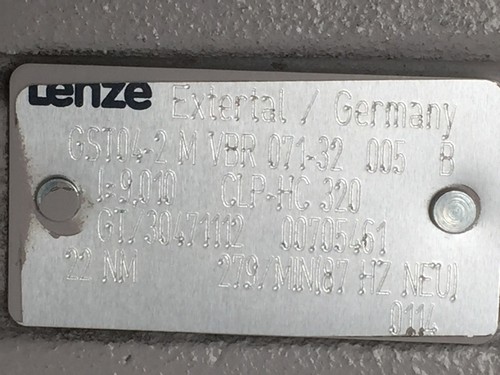 Lenze Extertal / Germany
GST04-2 M VBR 071-32 005 B
I=9,010 CLP-HC 320
GT/30471112 00705461
22 NM 279. MIN(87 HZ NEU)
0114